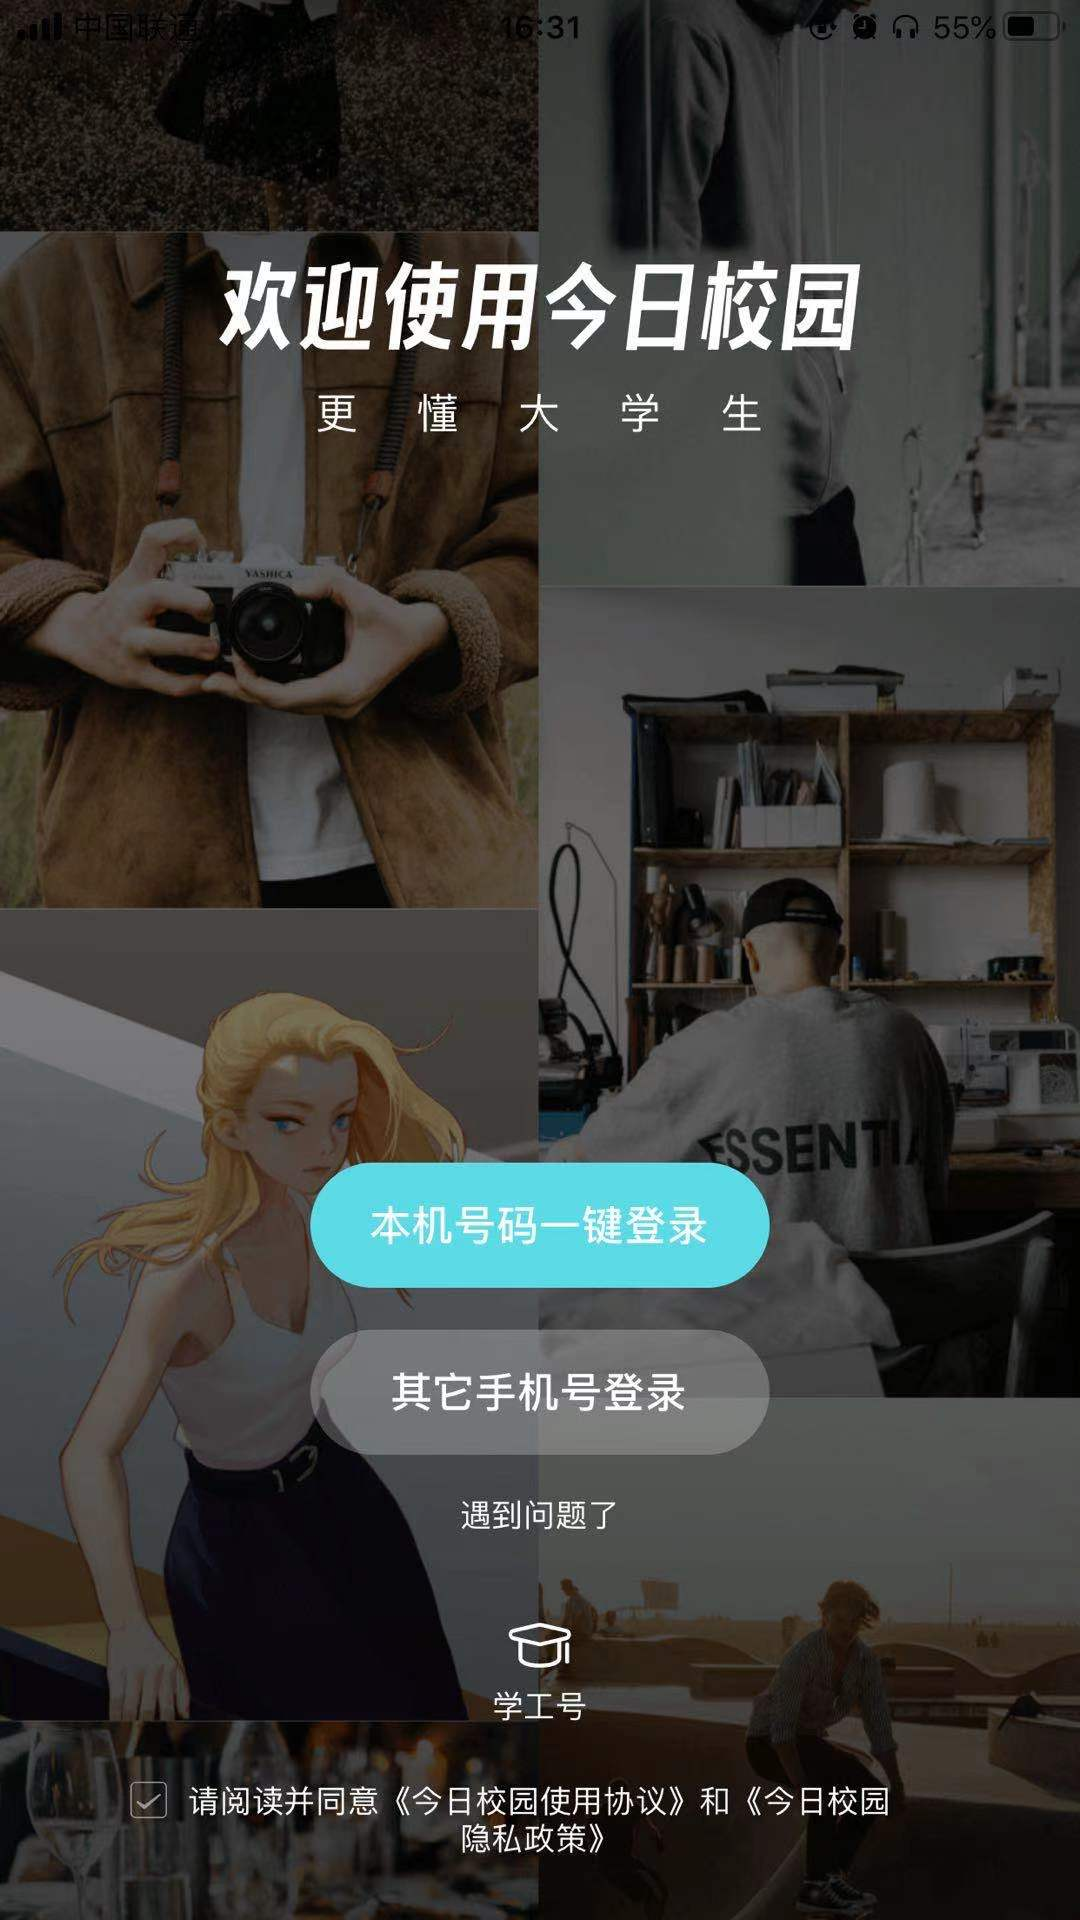 中国联通
16:31
55%
欢迎使用今日校园
更懂大学生
YASHICA
ESSENTIA
本机号码一键登录
其它手机号登录
遇到问题了
学工号
请阅读并同意《今日校园使用协议》和《今日校园
隐私政策》